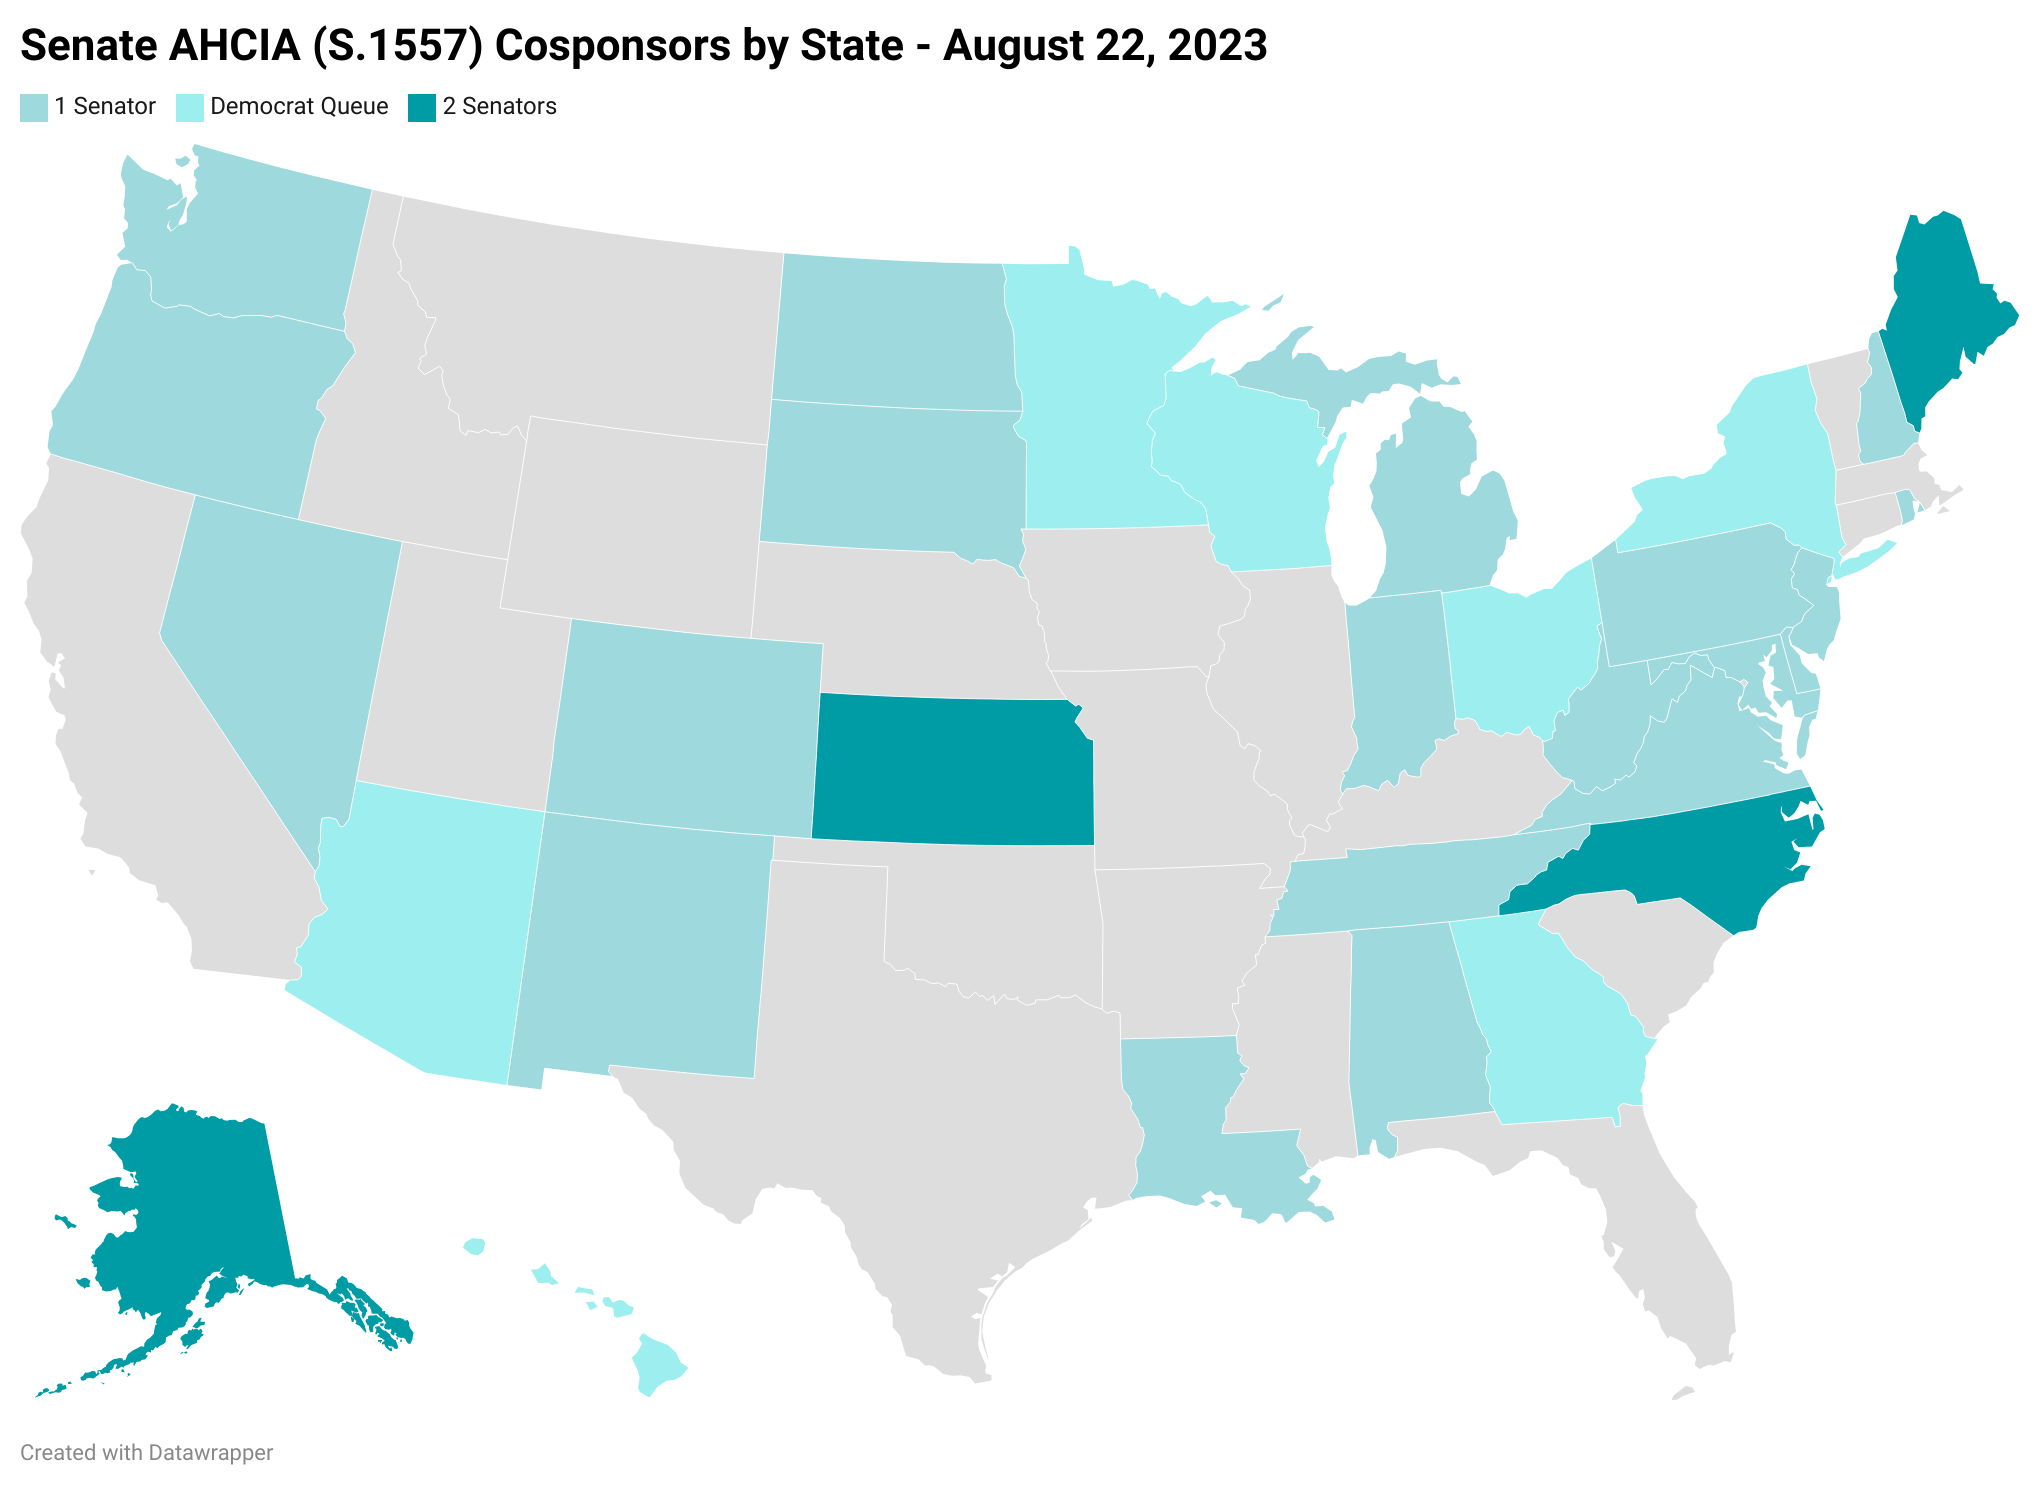 Senate AHCIA (S.1557) Cosponsors by State - August 22, 2023
1 Senator Democrat Queue 2 Senators
Created with Datawrapper